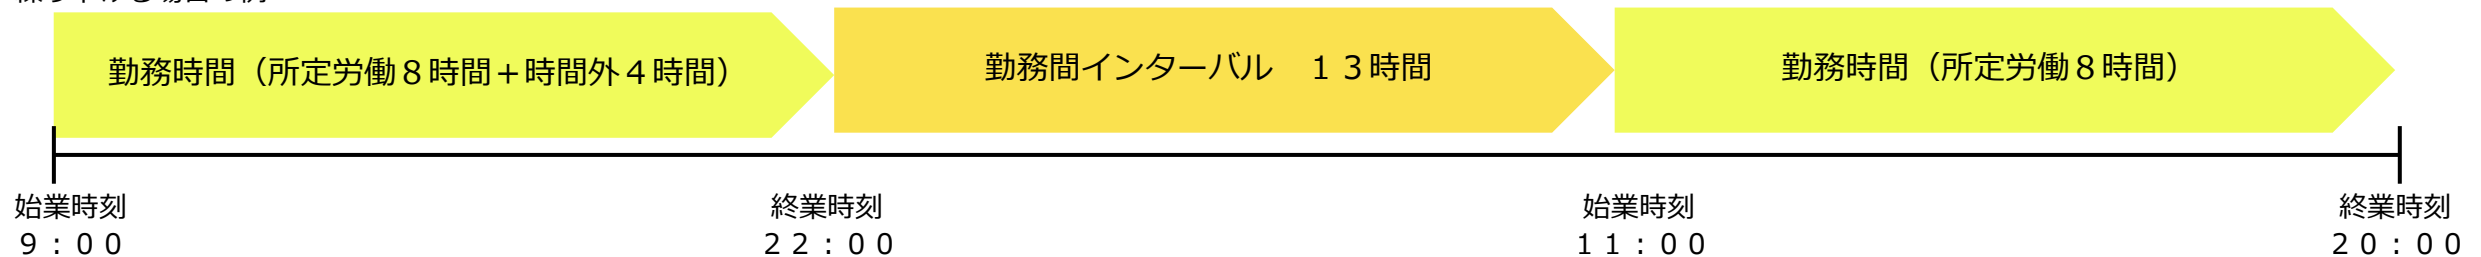 勤務時間（所定労働８時間＋時間外４時間）
勤務間インターバル　１３時間
勤務時間（所定労働８時間）
始業時刻
９：００
終業時刻
２２：００
始業時刻
１１：００
終業時刻
２０：００